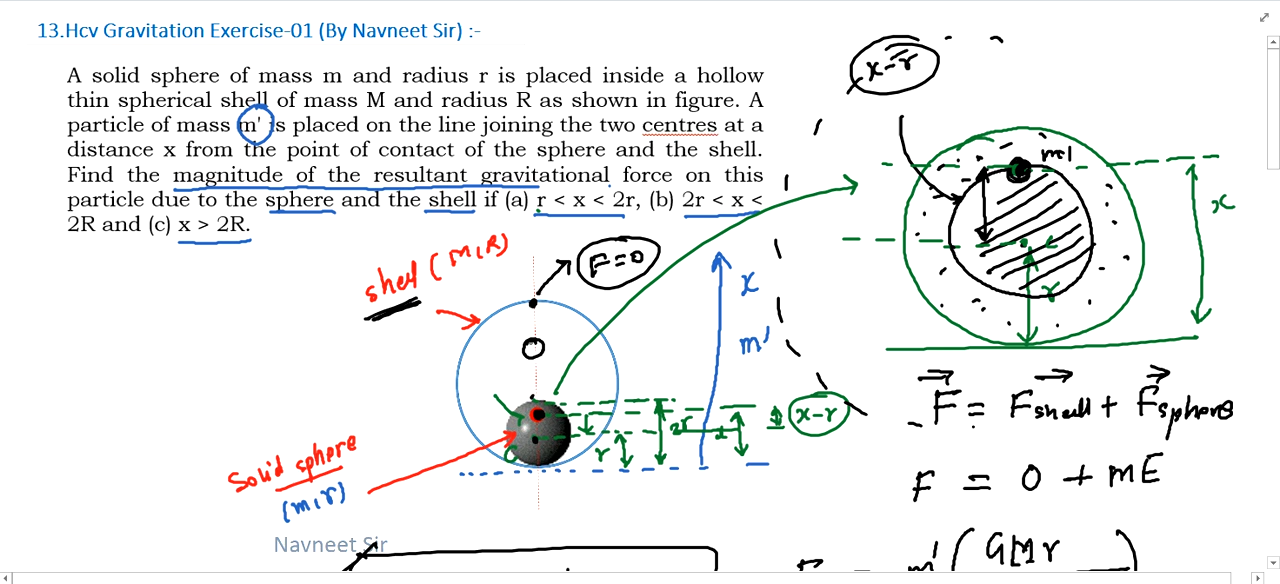 13.Hcv Gravitation Exercise-01 (By Navneet Sir) :-
A solid sphere of mass m and radius r is placed inside a hollow
thin spherical shell of mass M and radius R as shown in figure. A
particle of mass m' is placed on the line joining the two centres at a
distance x from the point of contact of the sphere and the shell.
Find the magnitude of the resultant gravitational force on this
particle due to the sphere and the shell if (a) r < x < 2r, (b) 2r < x <
2R and (c) x > 2R.
x-r
m'
x
r
shell (M,R)
F=0
x
m'
2r
x-r
r
Solid sphere
(m,r)
F = Fshell + Fsphere
F = 0 + mE
m' ( GMr )
Navneet Sir